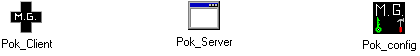 M.G.
M.G.
Pok_Client
Pok_Server
Pok_config